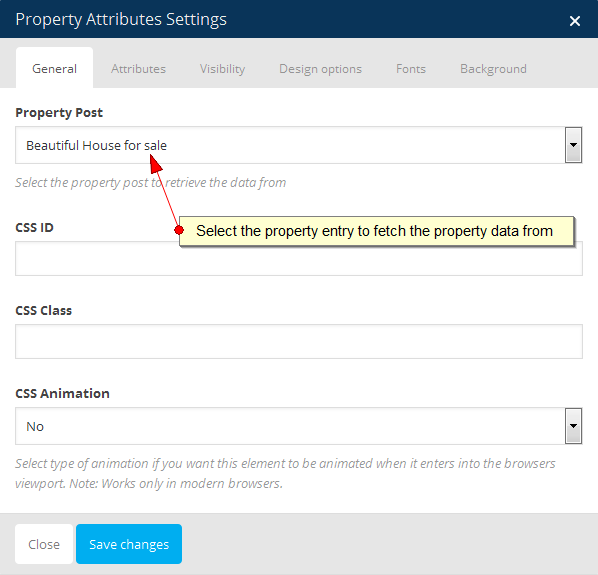 Property Attributes Settings
General Attributes Visibility Design options Fonts Background
Property Post
Beautiful House for sale
Select the property post to retrieve the data from
Select the property entry to fetch the property data from
CSS ID
CSS Class
CSS Animation
No
Select type of animation if you want this element to be animated when it enters into the browsers
viewport. Note: Works only in modern browsers.
Close Save changes